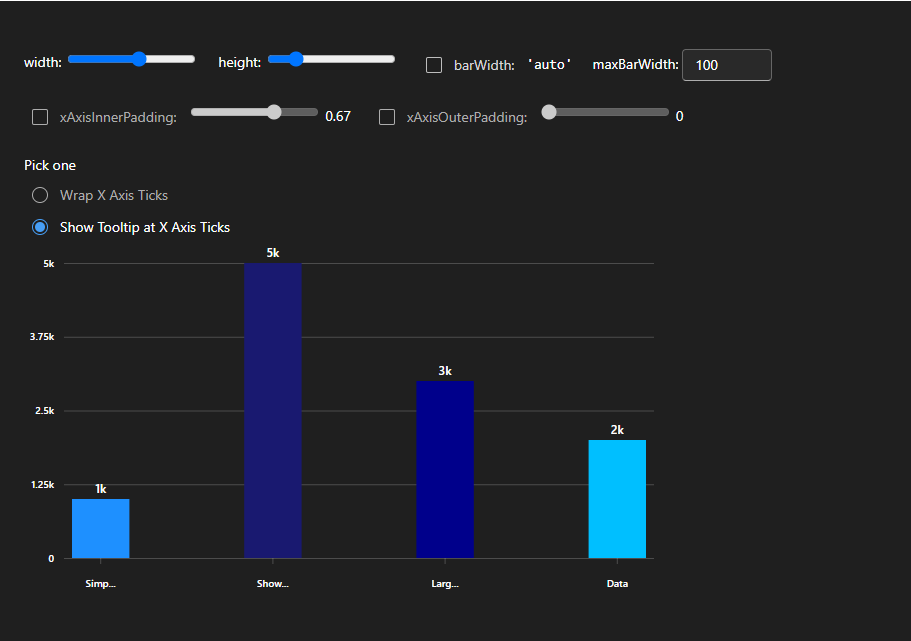 width: height: barWidth: 'auto' maxBarWidth: 100
xAxisInnerPadding: 0.67 xAxisOuterPadding: 0
Pick one
Wrap X Axis Ticks
Show Tooltip at X Axis Ticks
5k
5k
3.75k
3k
2.5k
2k
1.25k
1k
0
Simp... Show... Larg... Data